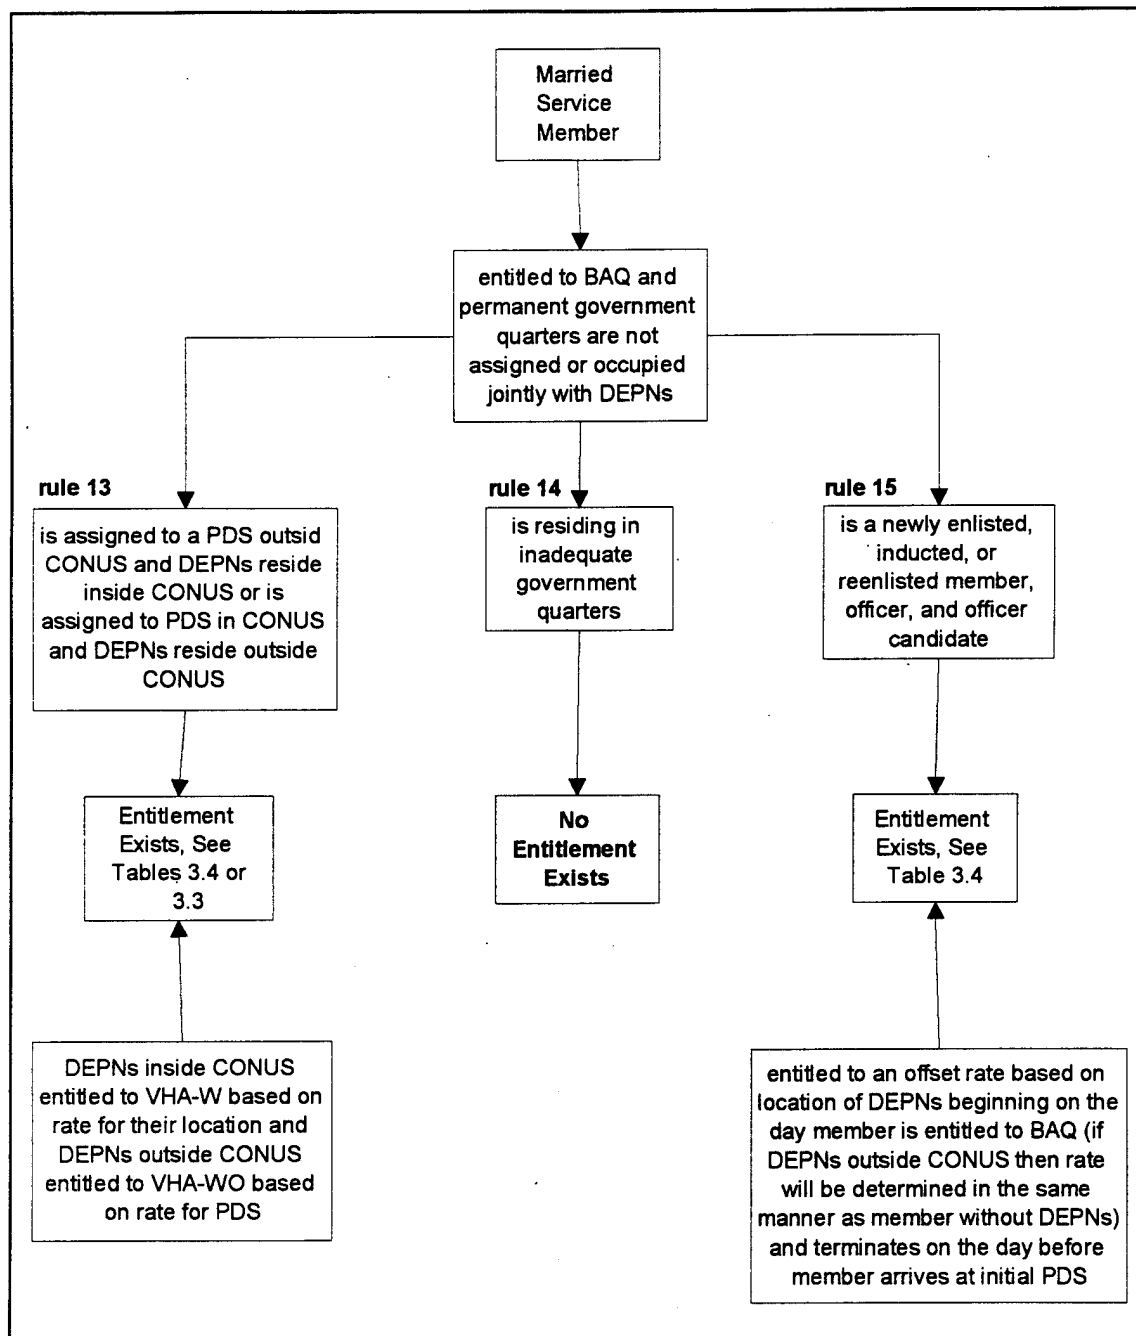 Married
Service
Member
entitled to BAQ and
permanent government
quarters are not
assigned or occupied
jointly with DEPNs
rule 13
is assigned to a PDS outsid
CONUS and DEPNs reside
inside CONUS or is
assigned to PDS in CONUS
and DEPNs reside outside
CONUS
rule 14
is residing in
inadequate
government
quarters
rule 15
is a newly enlisted,
inducted, or
reenlisted member,
officer, and officer
candidate
Entitlement
Exists, See
Tables 3.4 or
3.3
No
Entitlement
Exists
Entitlement
Exists, See
Table 3.4
DEPNs inside CONUS
entitled to VHA-W based on
rate for their location and
DEPNs outside CONUS
entitled to VHA-WO based
on rate for PDS
entitled to an offset rate based on
location of DEPNs beginning on the
day member is entitled to BAQ (if
DEPNs outside CONUS then rate
will be determined in the same
manner as member without DEPNs)
and terminates on the day before
member arrives at initial PDS